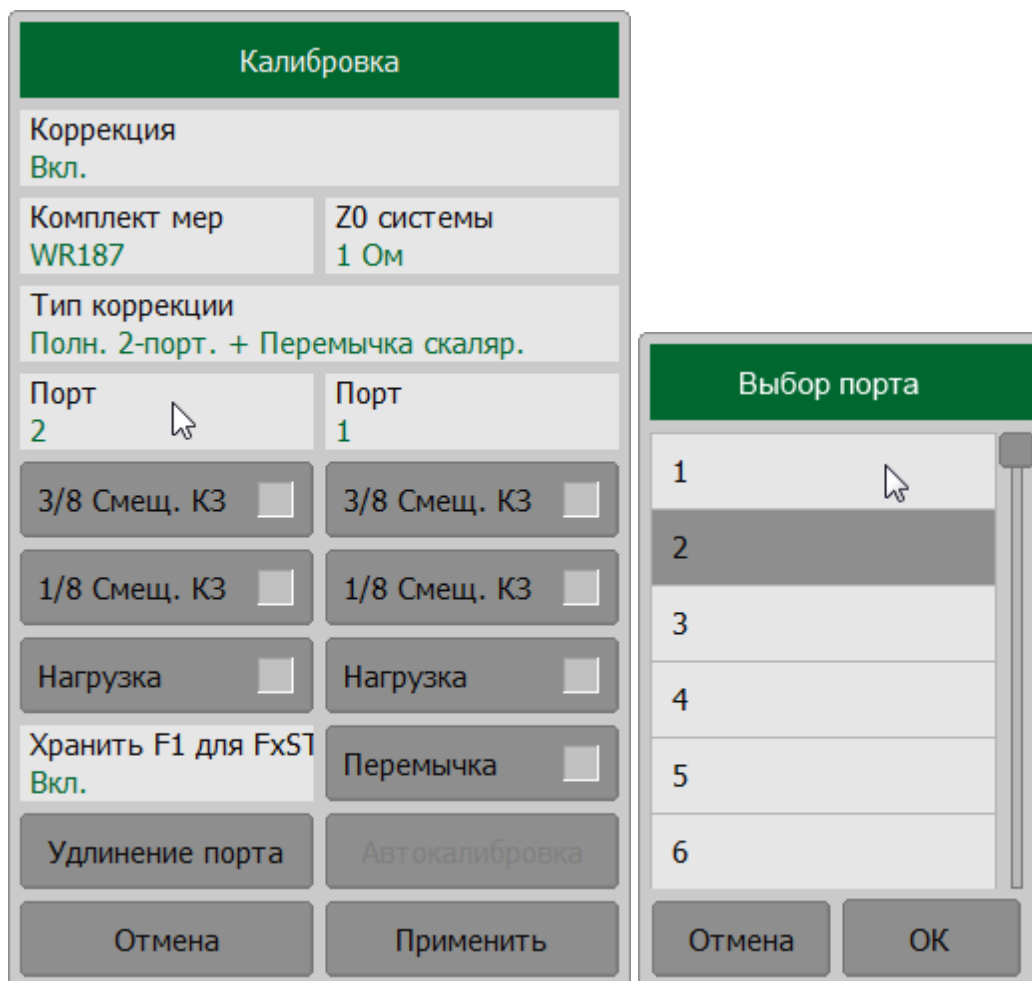 Калибровка
Коррекция
Вкл.
Комплект мер
WR187
Z0 системы
1 Ом
Тип коррекции
Полн. 2-порт. + Перемычка скаляр.
Порт
2
Порт
1
3/8 Смещ. КЗ
3/8 Смещ. КЗ
1/8 Смещ. КЗ
1/8 Смещ. КЗ
Нагрузка
Нагрузка
Хранить F1 для FxST
Вкл.
Перемычка
Удлинение порта
Автокалибровка
Отмена
Применить
Выбор порта
1
2
3
4
5
6
Отмена
ОК